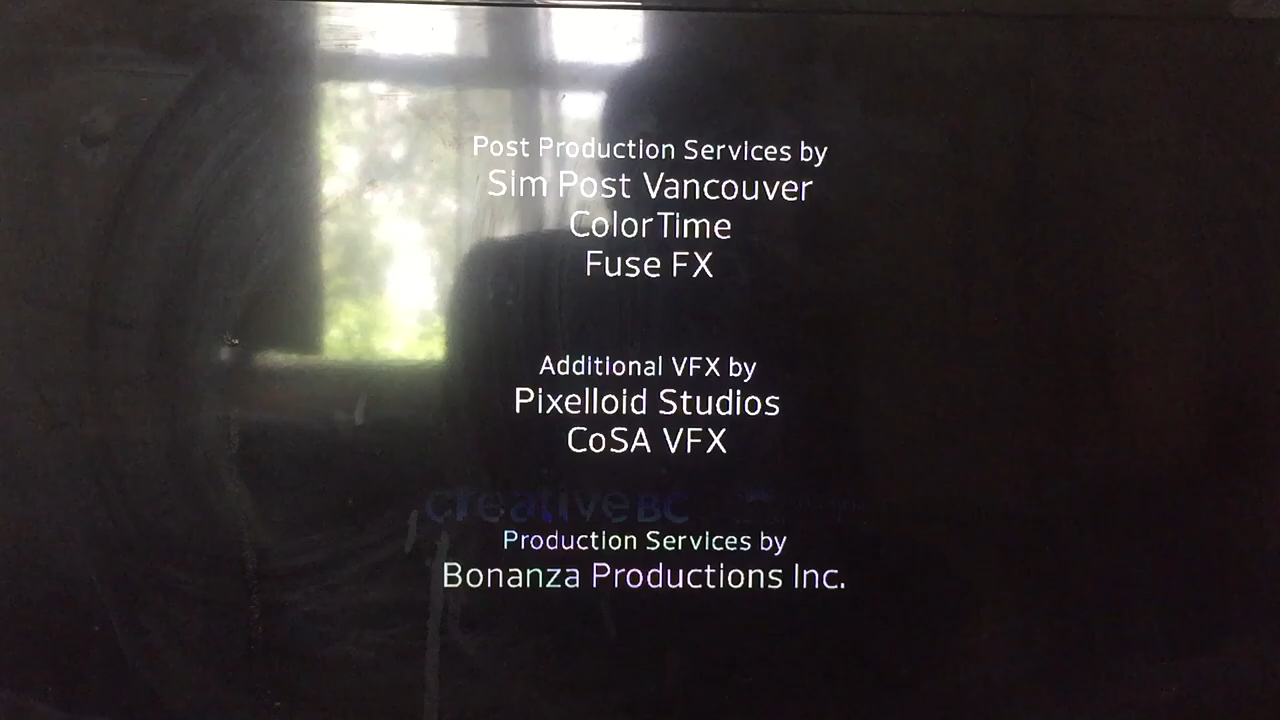 Post Production Services by
Sim Post Vancouver
ColorTime
Fuse FX
Additional VFX by
Pixelloid Studios
CoSA VFX
creativeBC
Production Services by
Bonanza Productions Inc.